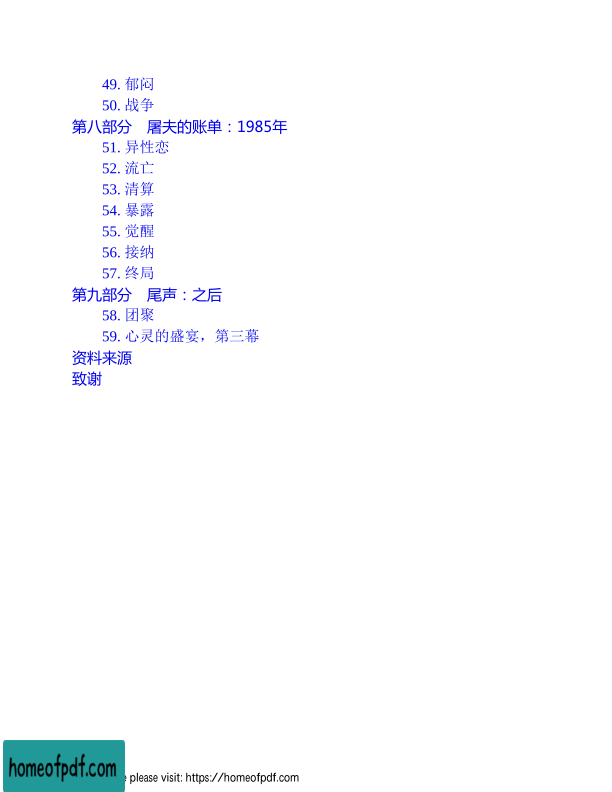 49. 郁闷
50. 战争
第八部分 屠夫的账单：1985年
51. 异性恋
52. 流亡
53. 清算
54. 暴露
55. 觉醒
56. 接纳
57. 终局
第九部分 尾声：之后
58. 团聚
59. 心灵的盛宴，第三幕
资料来源
致谢
homeofpdf.com
please visit: https://homeofpdf.com